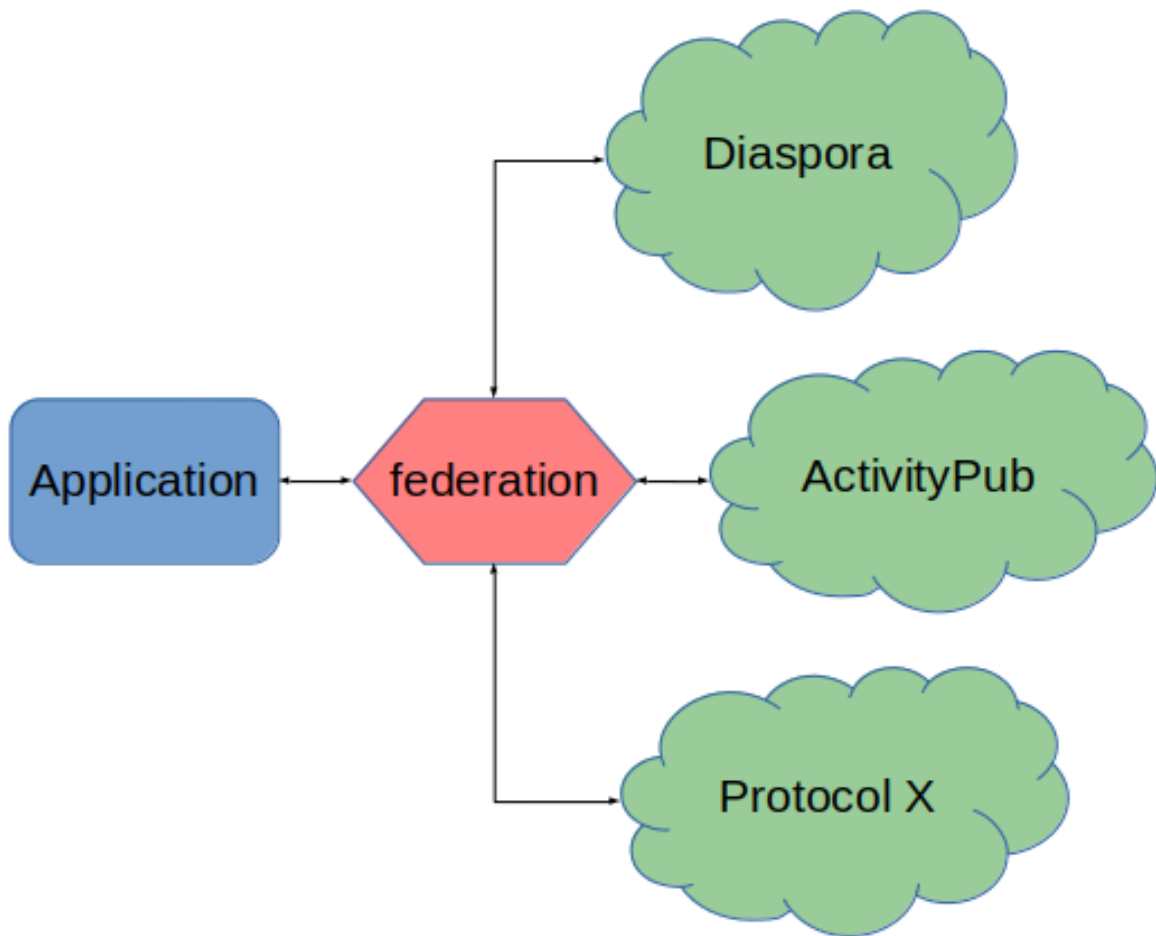 Diaspora
Application
federation
ActivityPub
Protocol X